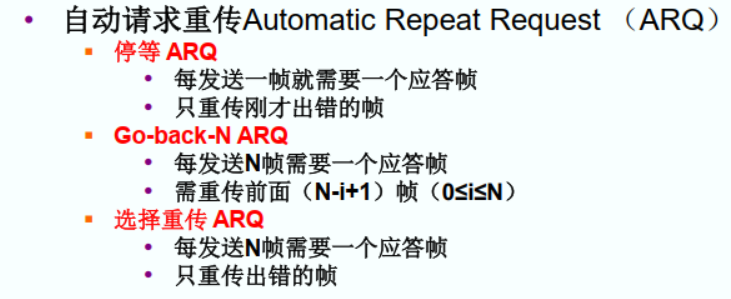 • 自动请求重传Automatic Repeat Request （ARQ）
▪ 停等 ARQ
• 每发送一帧就需要一个应答帧
• 只重传刚才出错的帧
▪ Go-back-N ARQ
• 每发送N帧需要一个应答帧
• 需重传前面（N-i+1）帧（0≤i≤N）
▪ 选择重传 ARQ
• 每发送N帧需要一个应答帧
• 只重传出错的帧